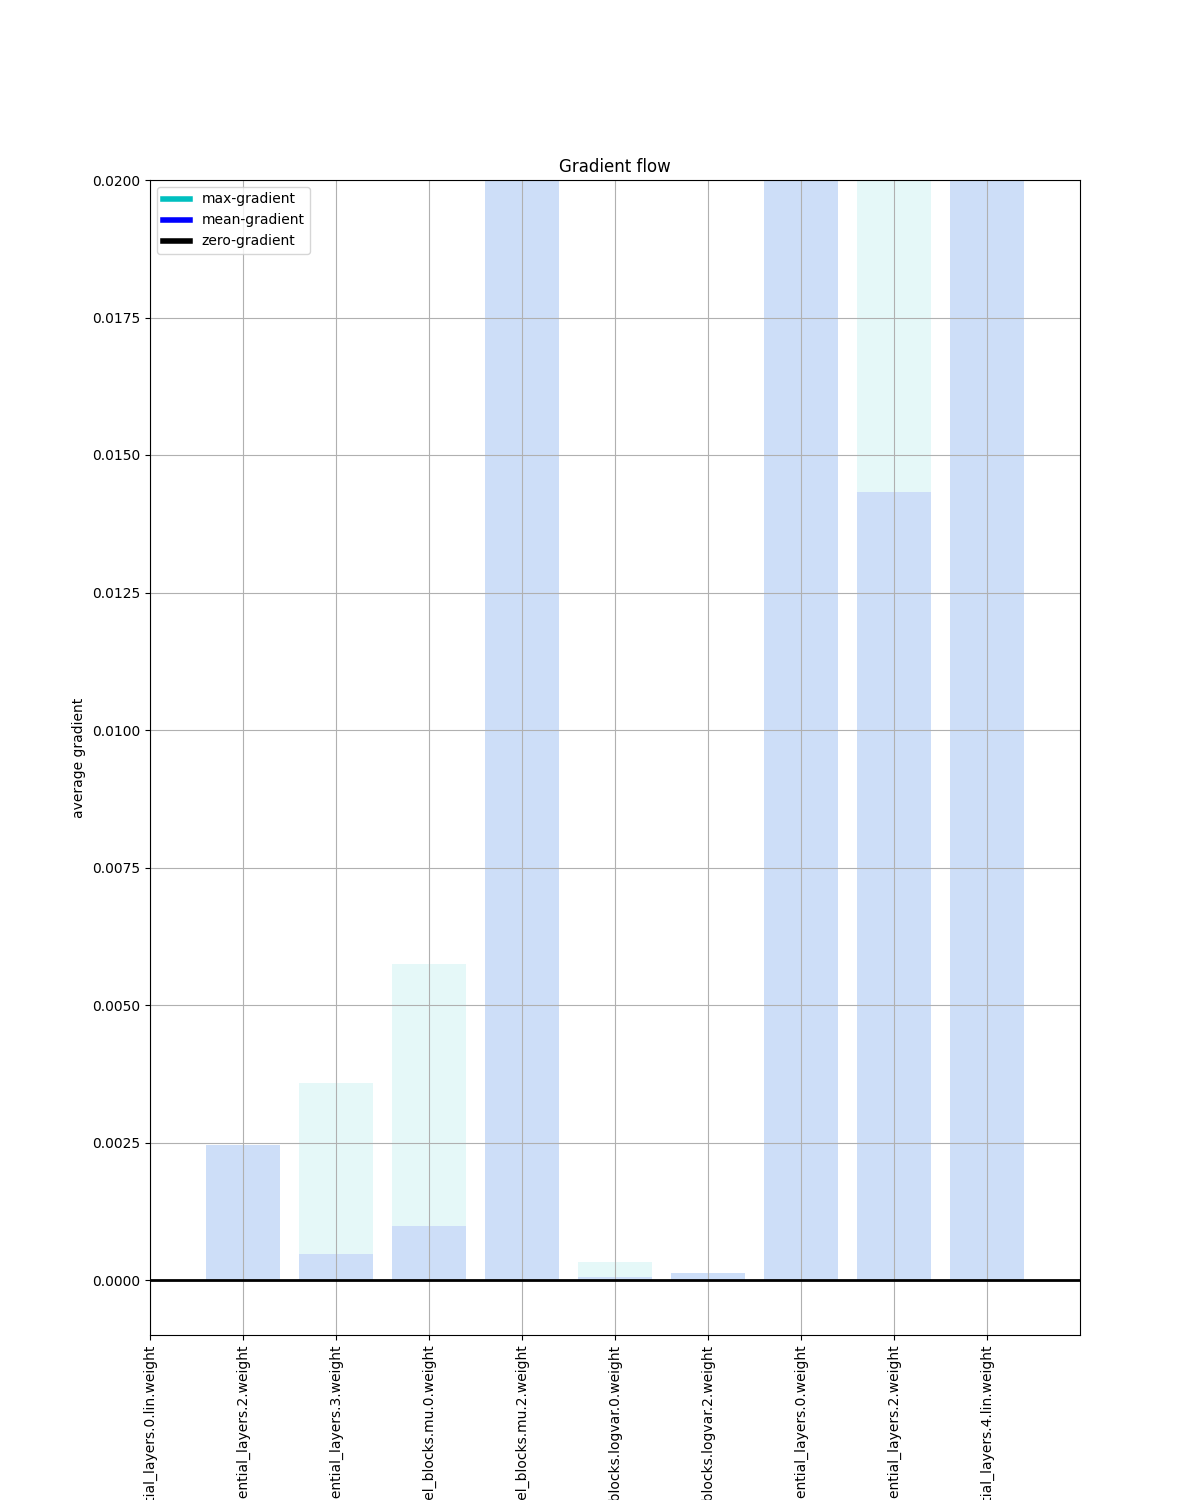 Gradient flow
max-gradient
mean-gradient
zero-gradient
0.0200
0.0175
0.0150
0.0125
0.0100
0.0075
0.0050
0.0025
0.0000
average gradient
tial_layers.0.lin.weight
ential_layers.2.weight
ential_layers.3.weight
el_blocks.mu.0.weight
el_blocks.mu.2.weight
blocks.logvar.0.weight
blocks.logvar.2.weight
ential_layers.0.weight
ential_layers.2.weight
tial_layers.4.lin.weight